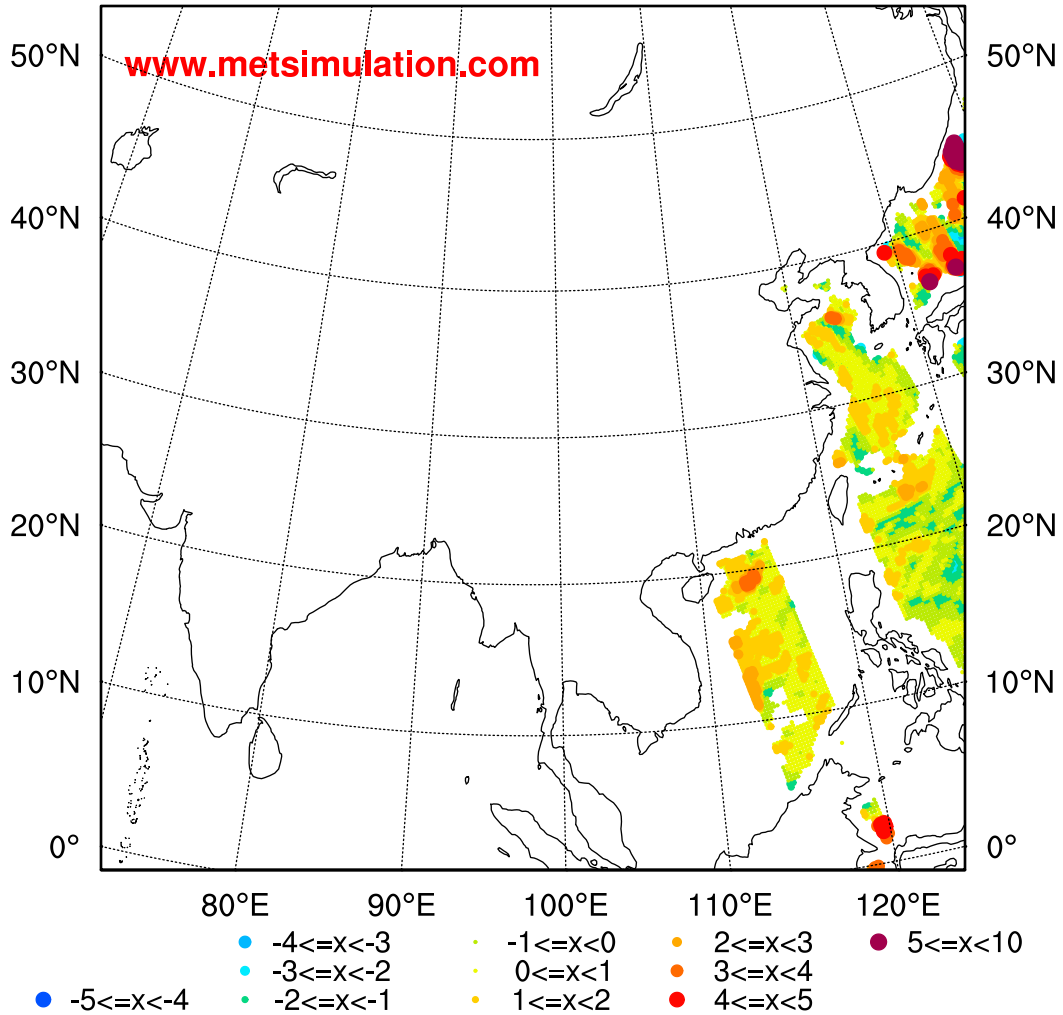 www.metsimulation.com
50°N 50°N
40°N 40°N
30°N 30°N
20°N 20°N
10°N 10°N
0° 0°
80°E 90°E 100°E 110°E 120°E
-4<=x<-3 -1<=x<0 2<=x<3 5<=x<10
-3<=x<-2 0<=x<1 3<=x<4
-5<=x<-4 -2<=x<-1 1<=x<2 4<=x<5